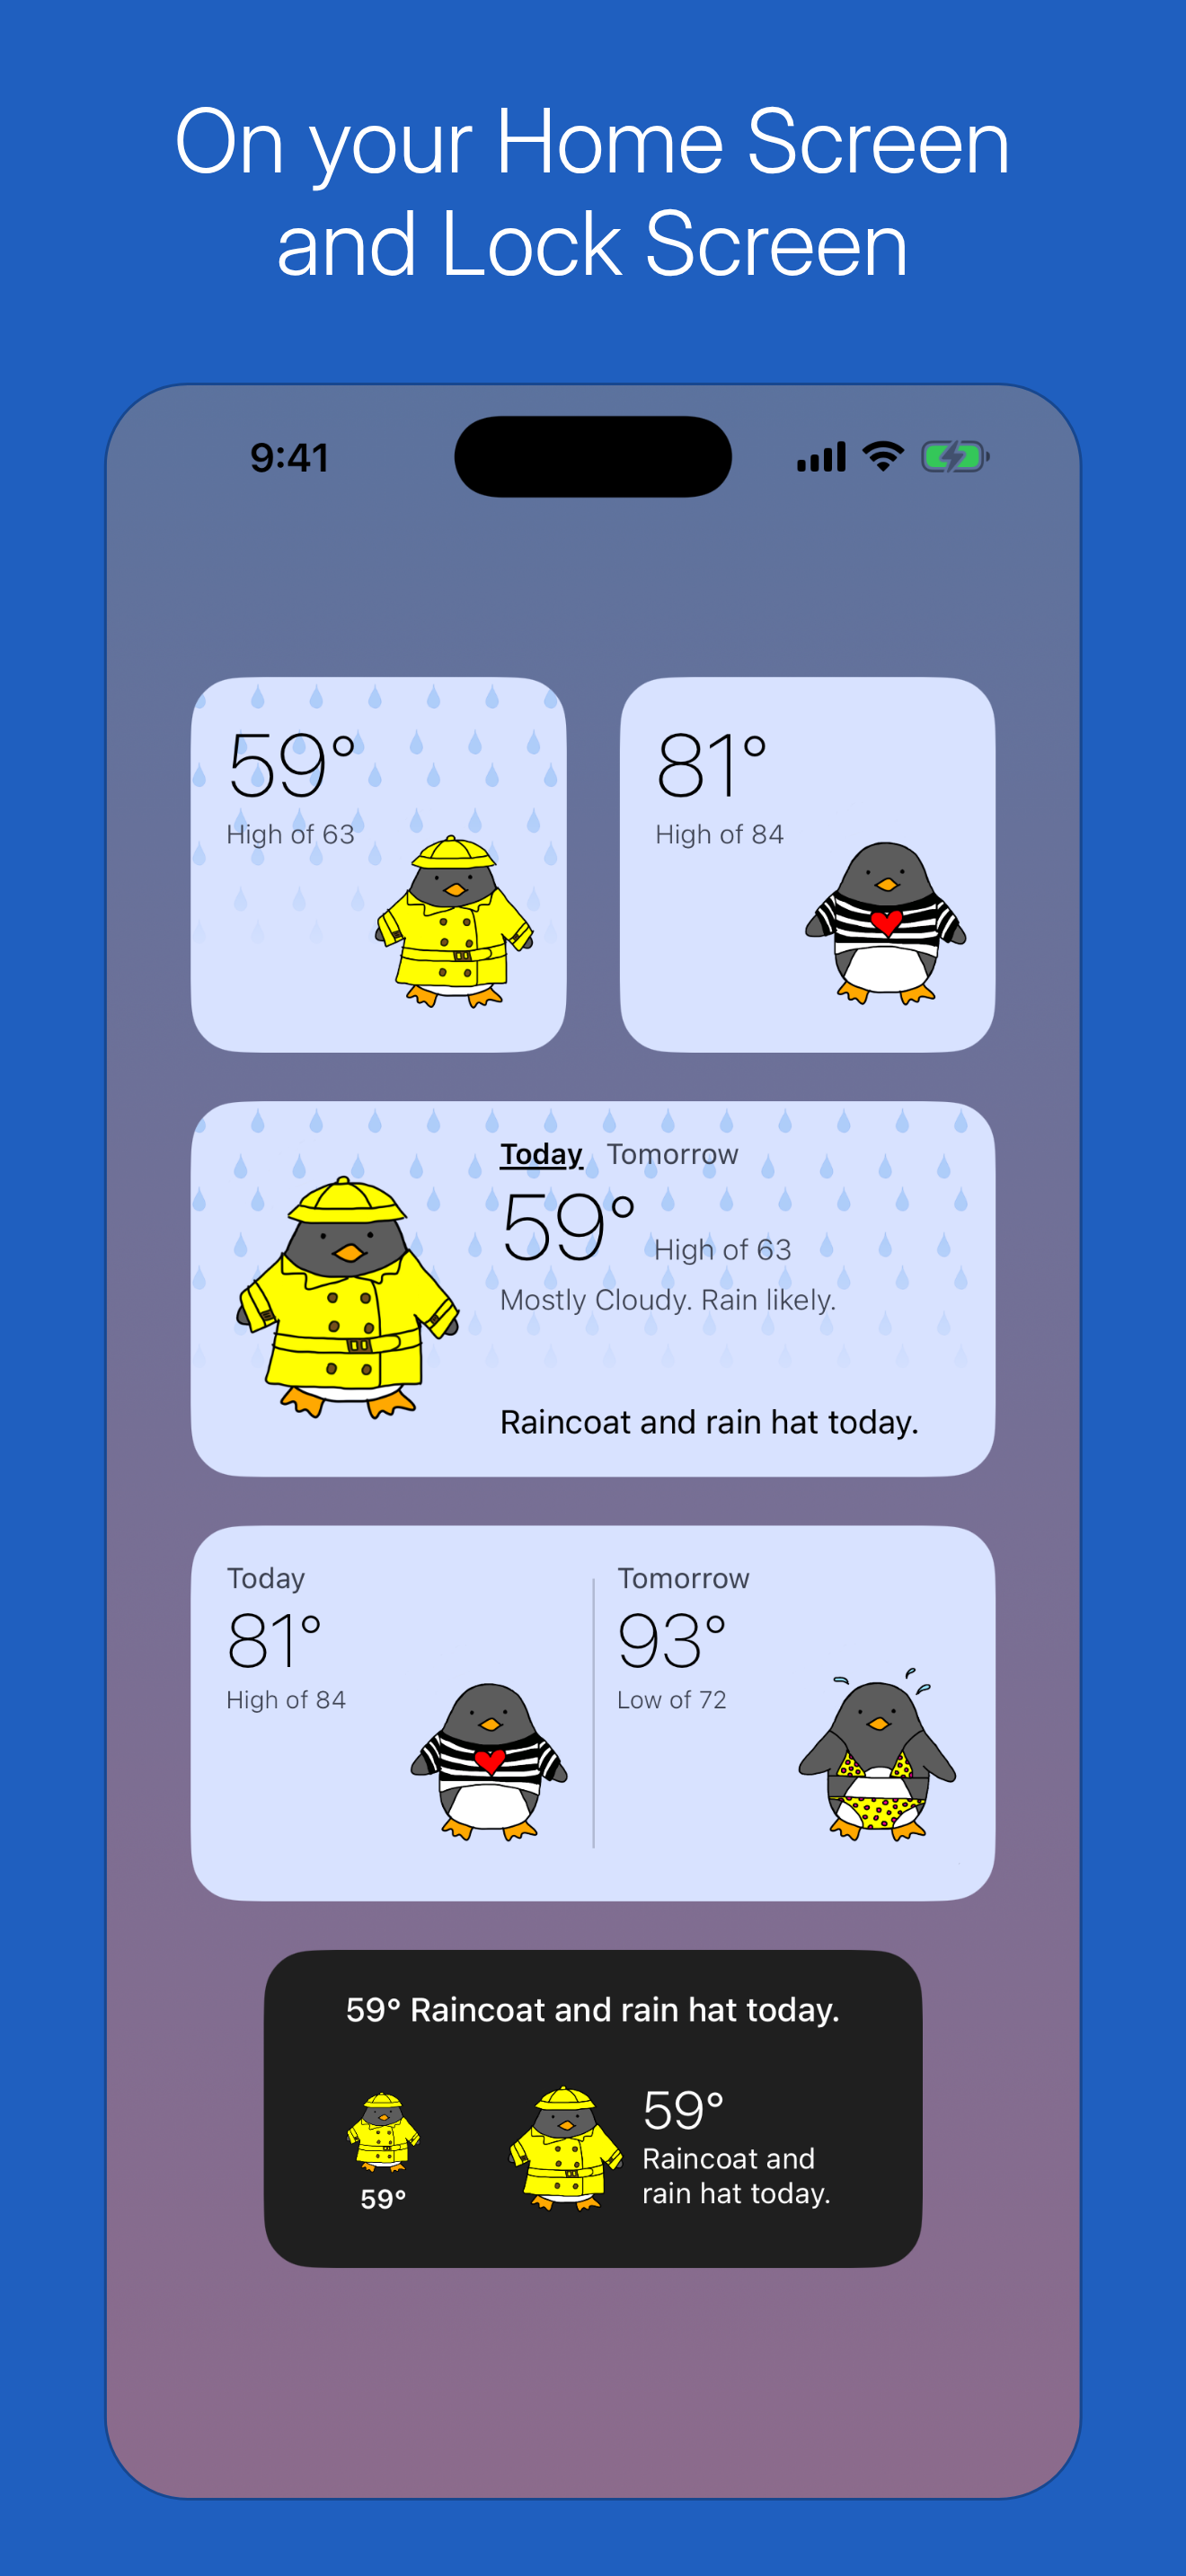 On your Home Screen
and Lock Screen
9:41
59°
High of 63
81°
High of 84
Today Tomorrow
59° High of 63
Mostly Cloudy. Rain likely.
Raincoat and rain hat today.
Today
81°
High of 84
Tomorrow
93°
Low of 72
59° Raincoat and rain hat today.
59°
59°
Raincoat and
rain hat today.